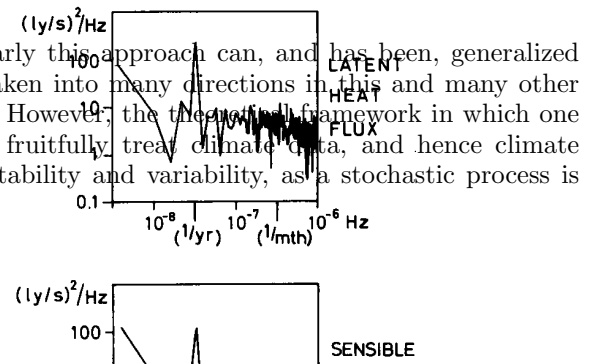 (ly/s)²/Hz
arly this approach can, and has been, generalized
100
LATENT
aken into many directions in this and many other
HEAT
10
However, the theoretical framework in which one
FLUX
fruitfully treat climate data, and hence climate
1
tability and variability, as a stochastic process is
0.1
10⁻⁸ 10⁻⁷ 10⁻⁶ Hz
(1/yr) (1/mth)
(ly/s)²/Hz
100
SENSIBLE